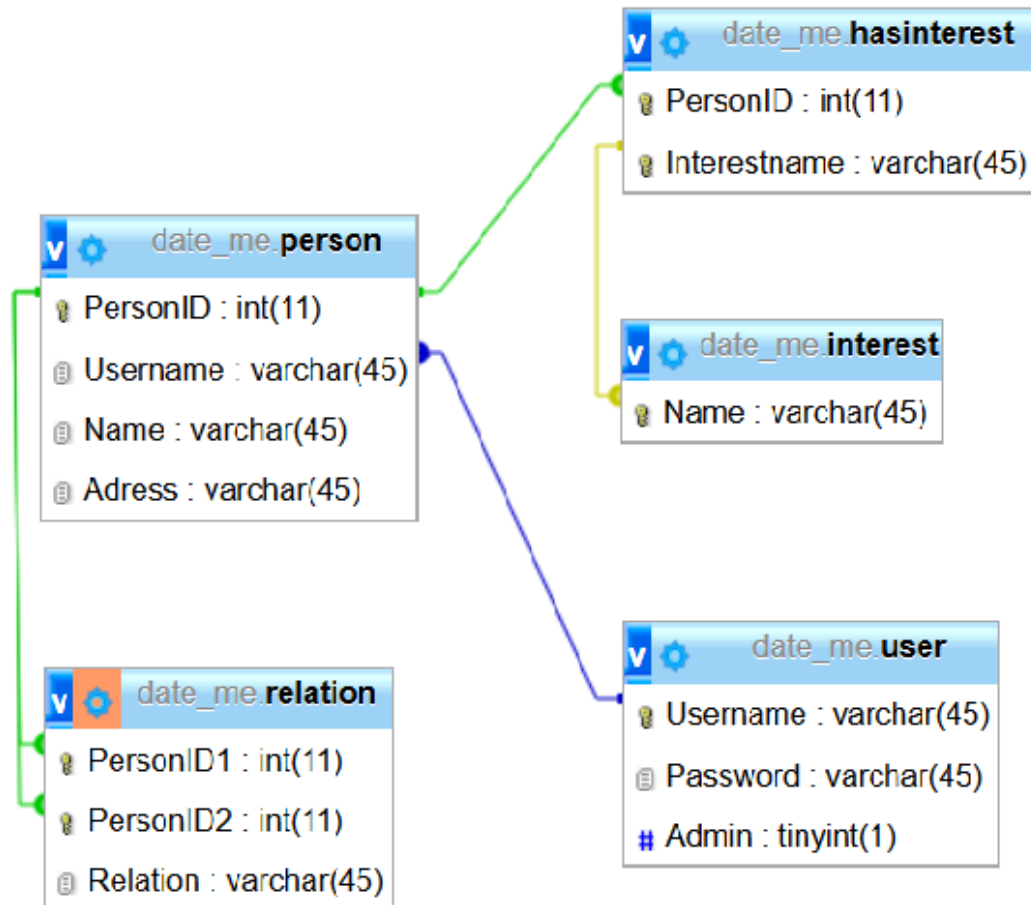 date_me.hasinterest
PersonID : int(11)
Interestname : varchar(45)
date_me.person
PersonID : int(11)
Username : varchar(45)
Name : varchar(45)
Adress : varchar(45)
date_me.interest
Name : varchar(45)
date_me.relation
PersonID1 : int(11)
PersonID2 : int(11)
Relation : varchar(45)
date_me.user
Username : varchar(45)
Password : varchar(45)
# Admin : tinyint(1)